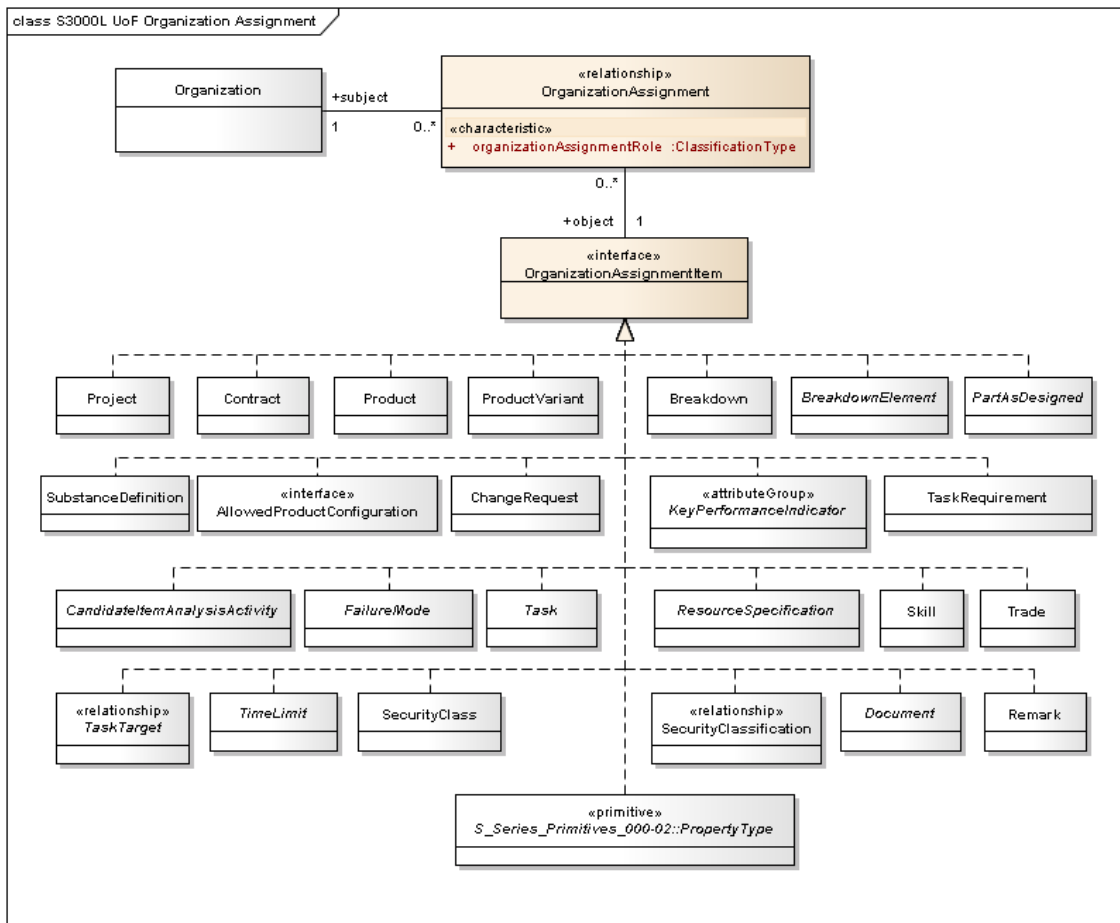 class S3000L UoF Organization Assignment
Organization
+subject
1
0..*
«relationship»
OrganizationAssignment
«characteristic»
+ organizationAssignmentRole :ClassificationType
0..*
+object 1
«interface»
OrganizationAssignmentItem
Project
Contract
Product
ProductVariant
Breakdown
BreakdownElement
PartAsDesigned
SubstanceDefinition
«interface»
AllowedProductConfiguration
ChangeRequest
«attributeGroup»
KeyPerformanceIndicator
TaskRequirement
CandidateItemAnalysisActivity
FailureMode
Task
ResourceSpecification
Skill
Trade
«relationship»
TaskTarget
TimeLimit
SecurityClass
«relationship»
SecurityClassification
Document
Remark
«primitive»
S_Series_Primitives_000-02::PropertyType